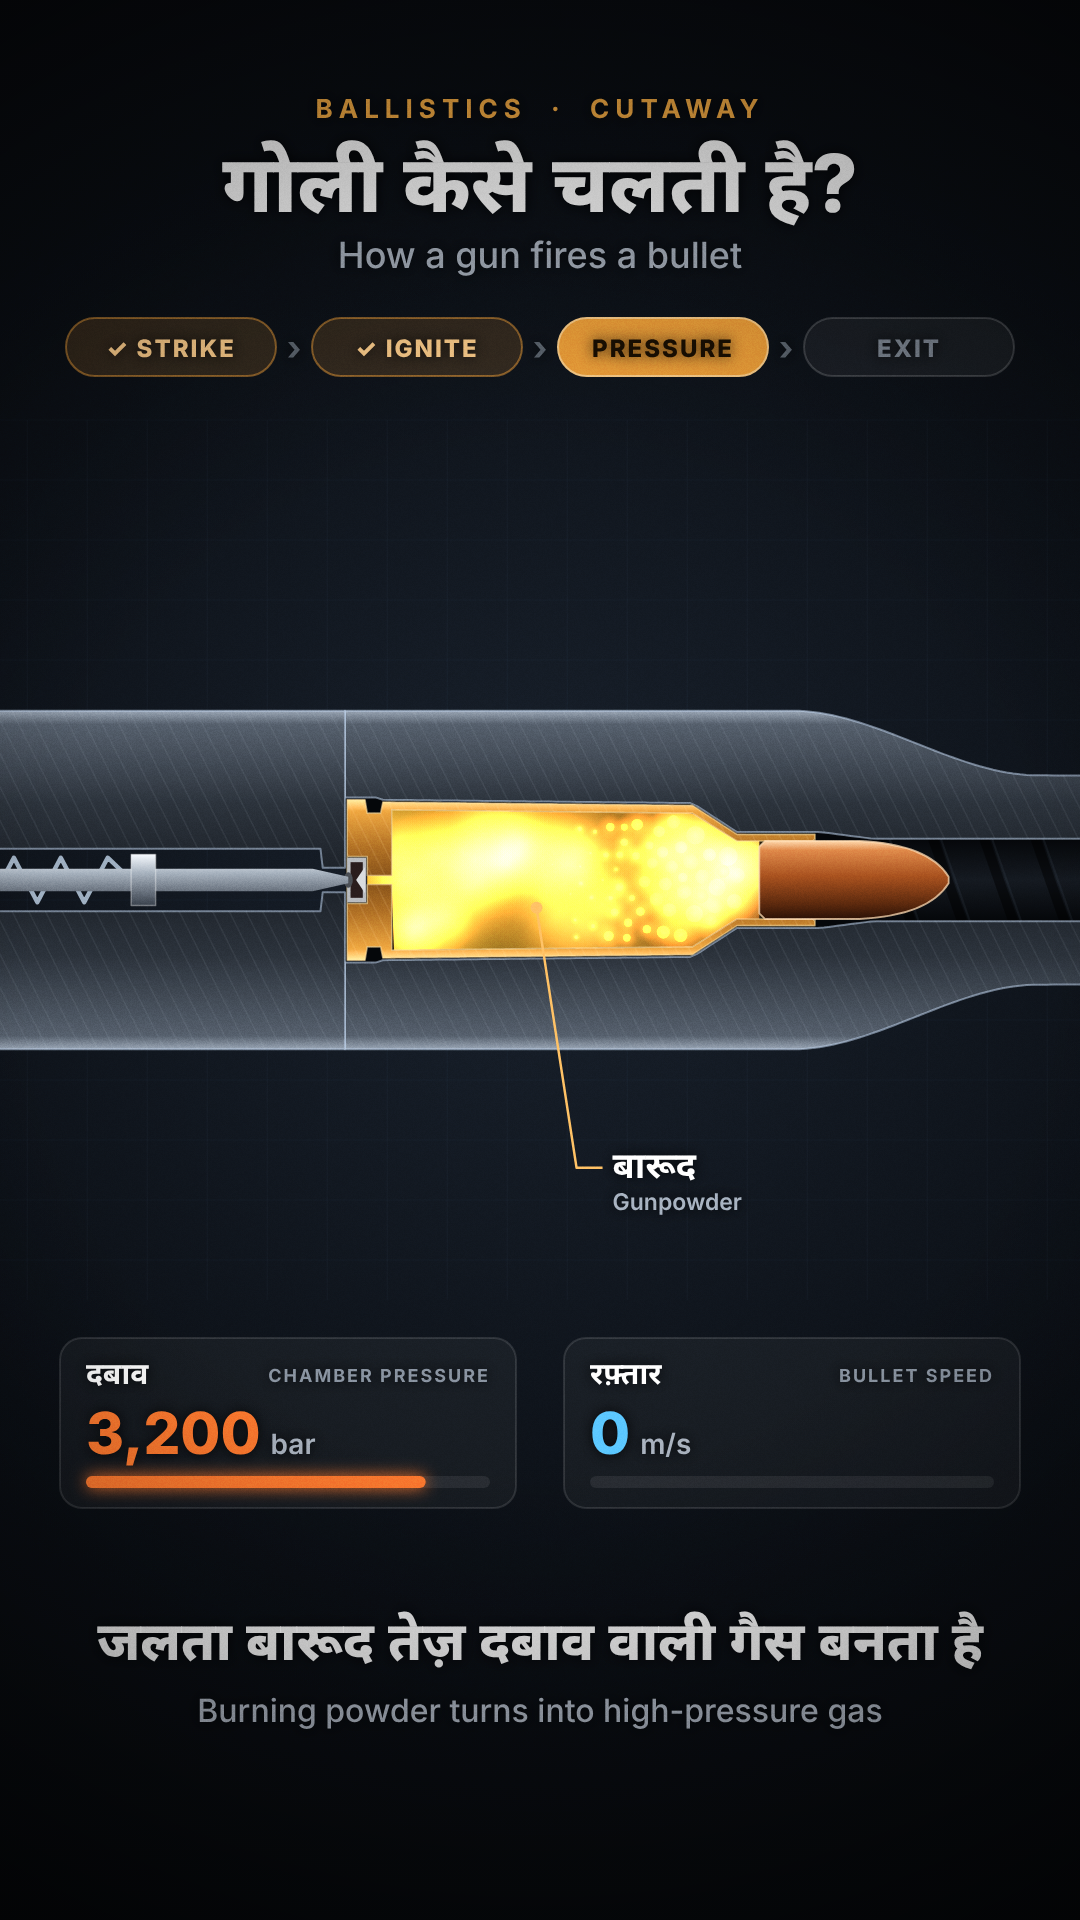 BALLISTICS · CUTAWAY
गोली कैसे चलती है?
How a gun fires a bullet
✓ STRIKE › ✓ IGNITE › PRESSURE › EXIT
बारूद
Gunpowder
दबाव CHAMBER PRESSURE
3,200 bar
रफ़्तार BULLET SPEED
0 m/s
जलता बारूद तेज़ दबाव वाली गैस बनता है
Burning powder turns into high-pressure gas